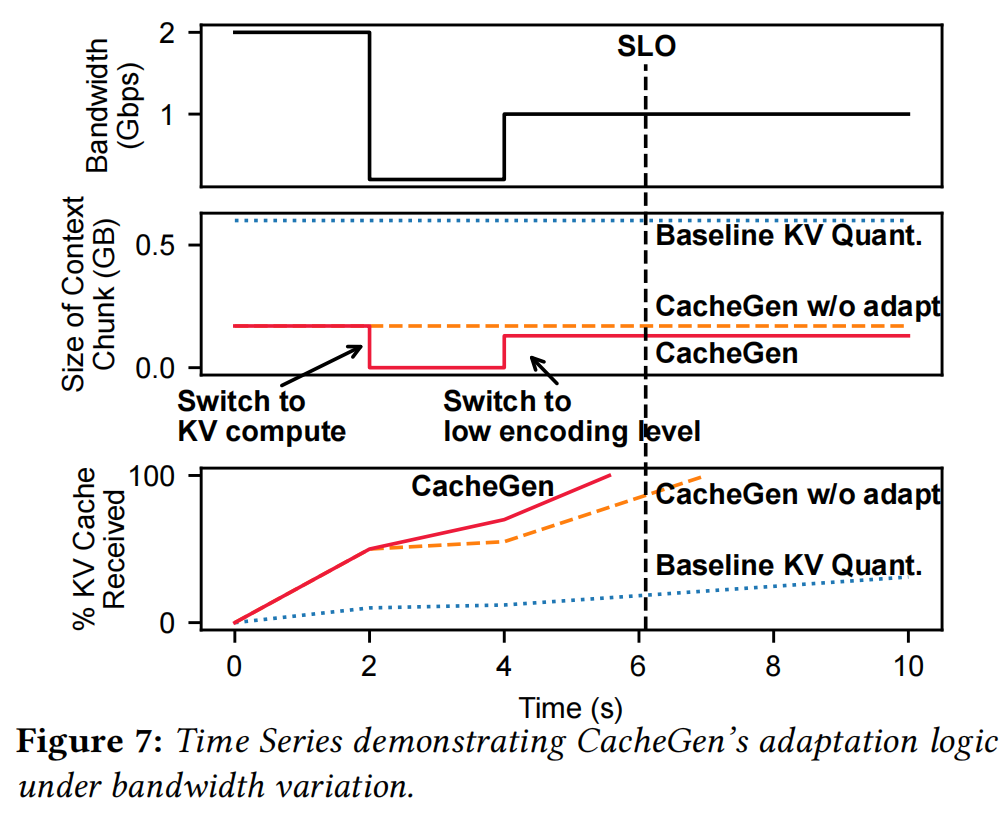 2
1
Bandwidth
(Gbps)
SLO
0.5
0.0
Size of Context
Chunk (GB)
Baseline KV Quant.
CacheGen w/o adapt
CacheGen
Switch to
KV compute
Switch to
low encoding level
100
0
% KV Cache
Received
CacheGen
CacheGen w/o adapt
Baseline KV Quant.
0 2 4 6 8 10
Time (s)
Figure 7: Time Series demonstrating CacheGen's adaptation logic
under bandwidth variation.